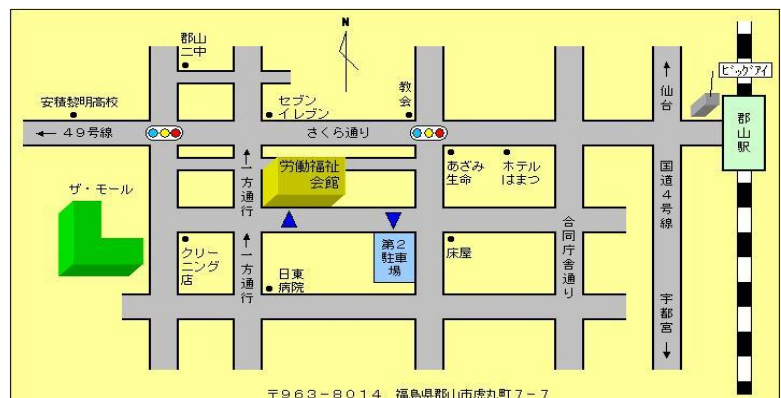 N
郡山
二中
ビッグアイ
↑
仙台
安積黎明高校
セブン
イレブン
教会
←49号線
さくら通り
郡山駅
労働福祉
会館
あざみ
生命
ホテル
はまつ
←一方通行
国道4号線
ザ・モール
合同庁舎通り
クリー
ニング
店
←一方通行
日東
病院
第2
駐車場
床屋
宇都宮
↓
〒963-8014 福島県郡山市虎丸町7-7